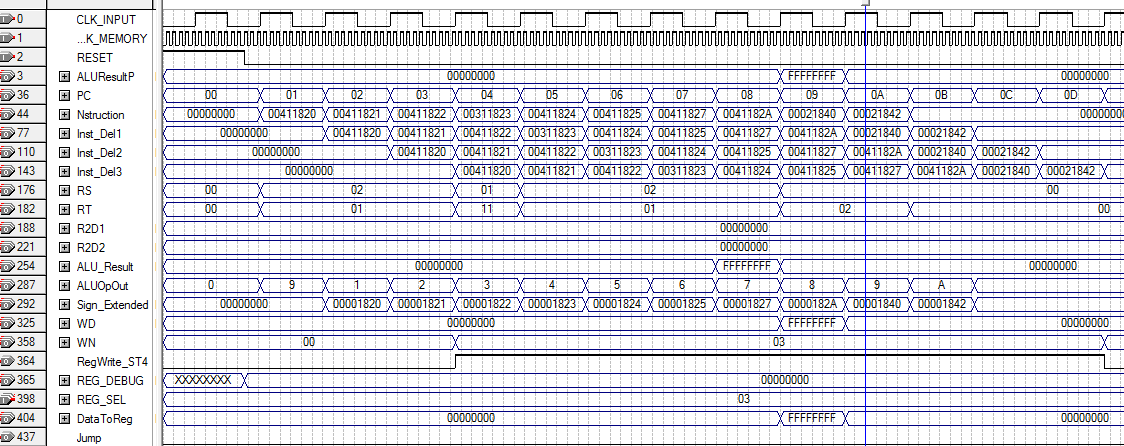 0 CLK_INPUT
1 ...K_MEMORY
2 RESET
3 ALUResultP 00000000 FFFFFFFF 00000000
36 PC 00 01 02 03 04 05 06 07 08 09 0A 0B 0C 0D
44 Nstruction 00000000 00411820 00411821 00411822 00311823 00411824 00411825 00411827 0041182A 00021840 00021842 0000000
77 Inst_Del1 00000000 00411820 00411821 00411822 00311823 00411824 00411825 00411827 0041182A 00021840 00021842
110 Inst_Del2 00000000 00411820 00411821 00411822 00311823 00411824 00411825 00411827 0041182A 00021840 00021842
143 Inst_Del3 00000000 00411820 00411821 00411822 00311823 00411824 00411825 00411827 0041182A 00021840 00021842
176 RS 00 02 01 02 00
182 RT 00 01 11 01 02 00
188 R2D1 00000000
221 R2D2 00000000
254 ALU_Result 00000000 FFFFFFFF 00000000
287 ALUOpOut 0 9 1 2 3 4 5 6 7 8 9 A
292 Sign_Extended 00000000 00001820 00001821 00001822 00001823 00001824 00001825 00001827 0000182A 00001840 00001842
325 WD 00000000 FFFFFFFF 00000000
358 WN 00 03
364 RegWrite_ST4
365 REG_DEBUG XXXXXXXX 00000000
398 REG_SEL 03
404 DataToReg 00000000 FFFFFFFF 00000000
437 Jump